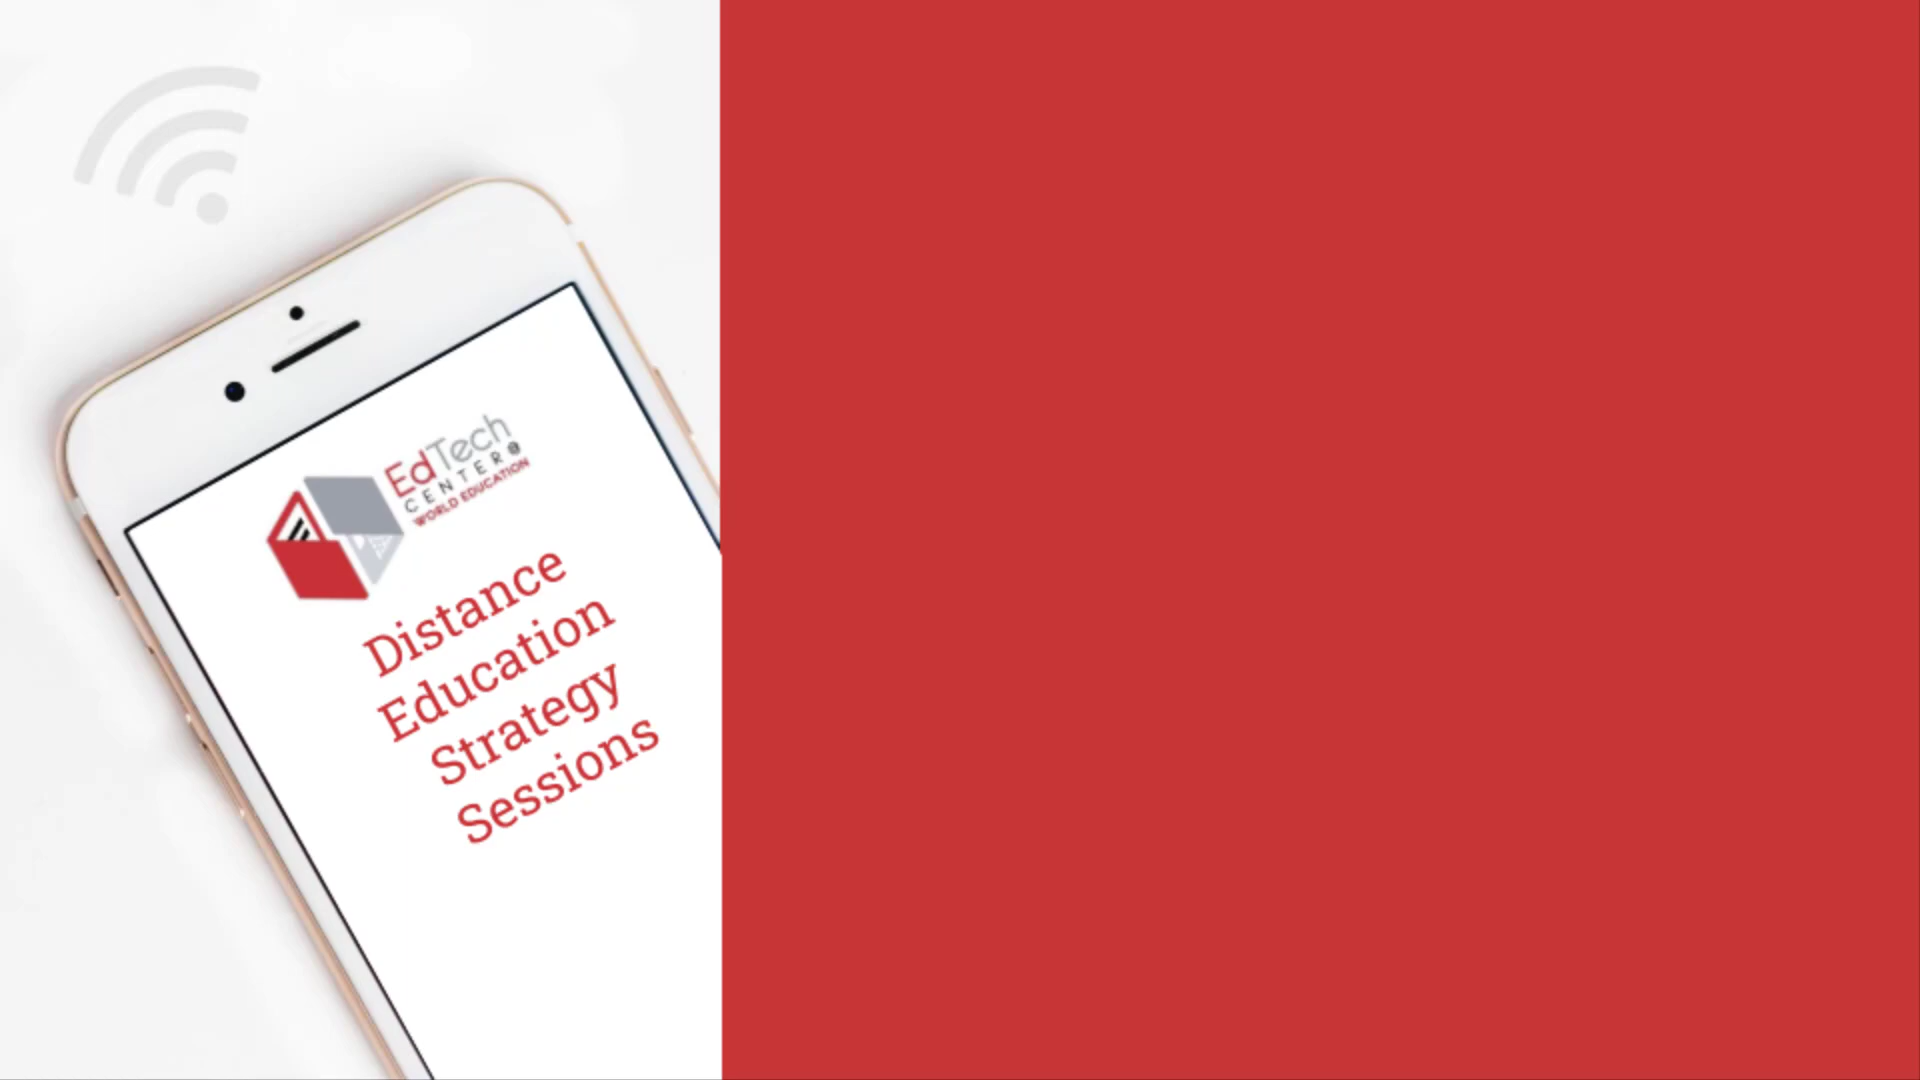 EdTech
CENTER@
WORLD EDUCATION
Distance
Education
Strategy
Sessions